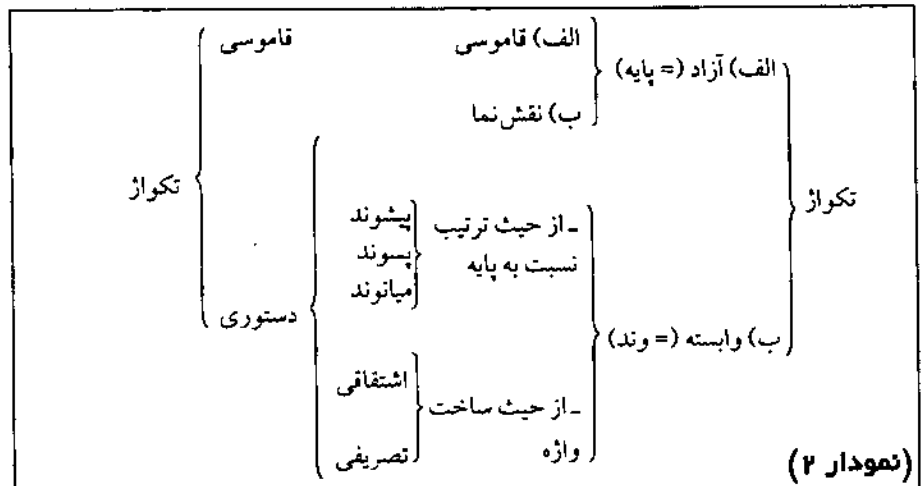 قاموسی
الف) قاموسی
الف) آزاد (= پایه)
ب) نقش‌نما
تکواژ
تکواژ
پیشوند
پسوند
میانوند
ـ از حیث ترتیب
نسبت به پایه
دستوری
ب) وابسته (= وند)
اشتقاقی
تصریفی
ـ از حیث ساخت
واژه
(نمودار ۲)